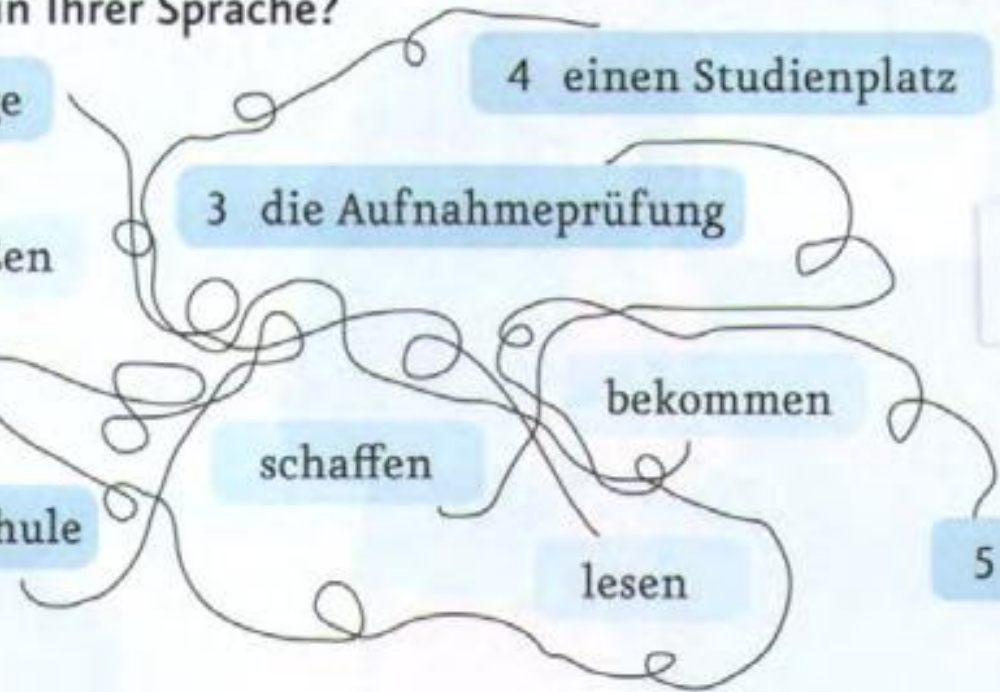 in Ihrer Sprache?
4 einen Studienplatz
3 die Aufnahmeprüfung
bekommen
schaffen
lesen
5